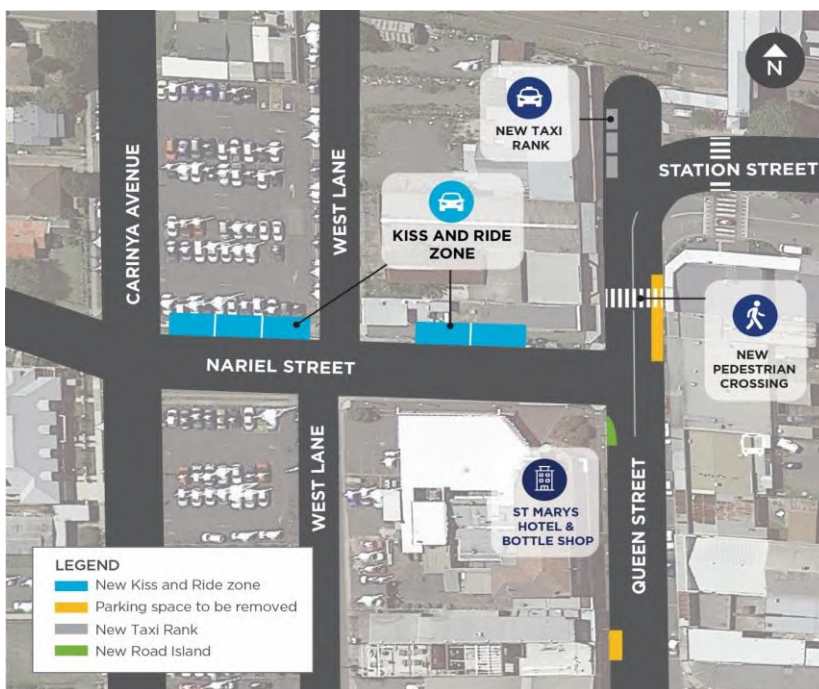 N
NEW TAXI
RANK
STATION STREET
CARINYA AVENUE
WEST LANE
KISS AND RIDE
ZONE
NEW
PEDESTRIAN
CROSSING
NARIEL STREET
WEST LANE
ST MARYS
HOTEL &
BOTTLE SHOP
QUEEN STREET
LEGEND
New Kiss and Ride zone
Parking space to be removed
New Taxi Rank
New Road Island